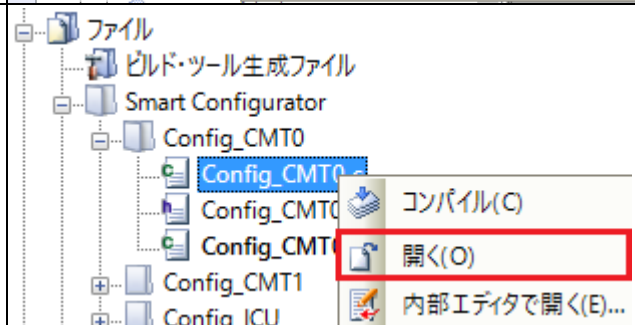 ファイル
ビルド・ツール生成ファイル
Smart Configurator
Config_CMT0
Config_CMT0.c
Config_CMT0
Config_CMT0
Config_CMT1
Config_ICU
コンパイル(C)
開く(O)
内部エディタで開く(E)...